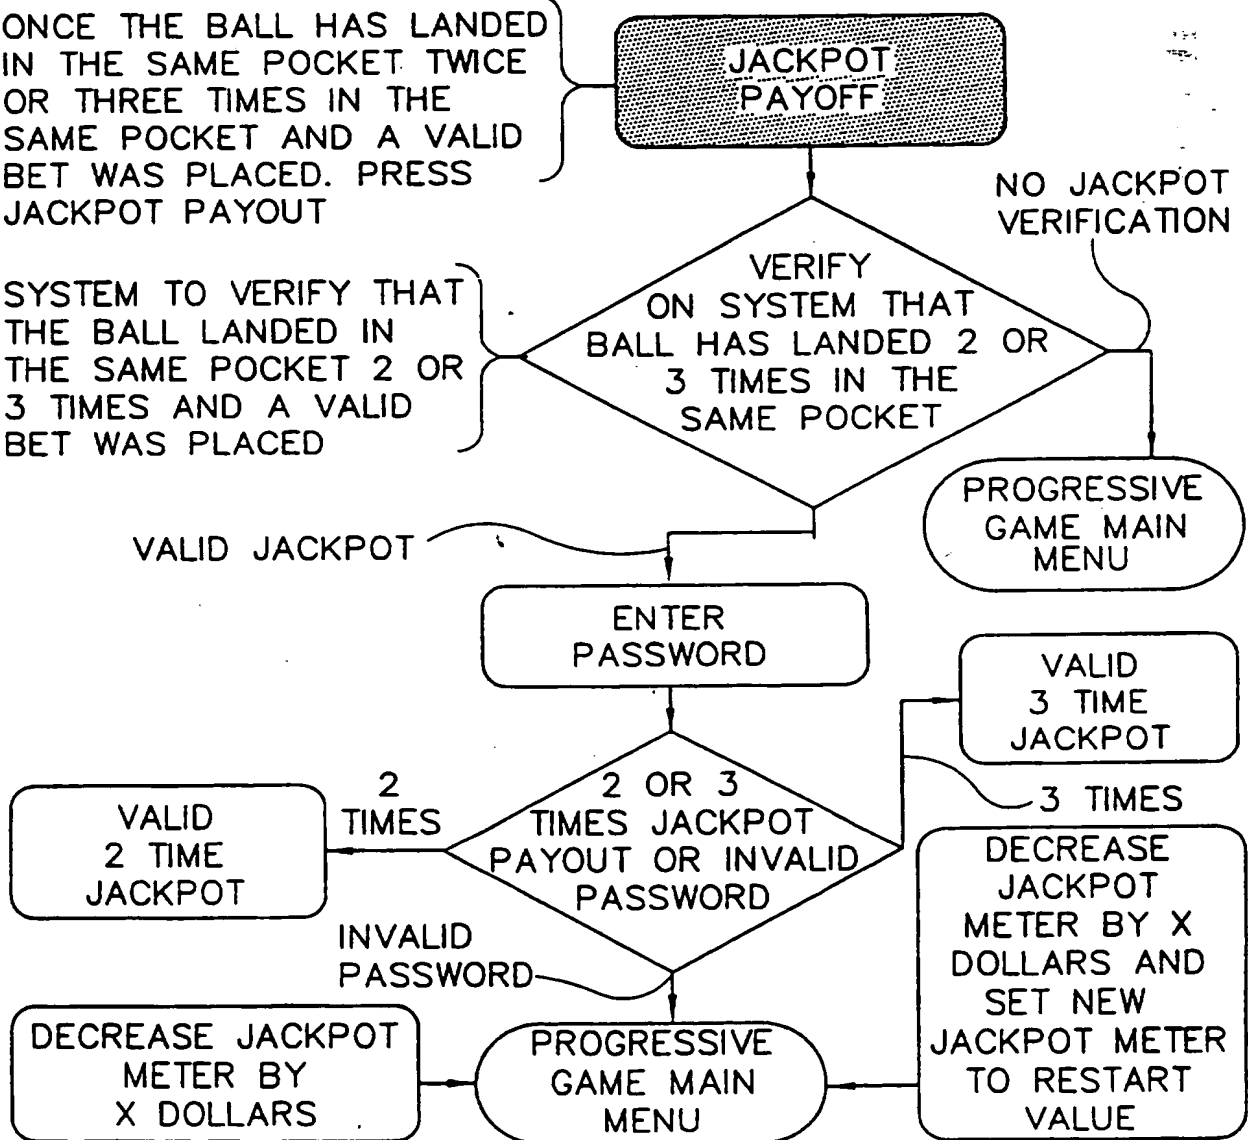 ONCE THE BALL HAS LANDED
IN THE SAME POCKET TWICE
OR THREE TIMES IN THE
SAME POCKET AND A VALID
BET WAS PLACED. PRESS
JACKPOT PAYOUT
JACKPOT
PAYOFF
NO JACKPOT
VERIFICATION
SYSTEM TO VERIFY THAT
THE BALL LANDED IN
THE SAME POCKET 2 OR
3 TIMES AND A VALID
BET WAS PLACED
VERIFY
ON SYSTEM THAT
BALL HAS LANDED 2 OR
3 TIMES IN THE
SAME POCKET
PROGRESSIVE
GAME MAIN
MENU
VALID JACKPOT
ENTER
PASSWORD
VALID
3 TIME
JACKPOT
3 TIMES
2
TIMES
2 OR 3
TIMES JACKPOT
PAYOUT OR INVALID
PASSWORD
VALID
2 TIME
JACKPOT
INVALID
PASSWORD
DECREASE
JACKPOT
METER BY X
DOLLARS AND
SET NEW
JACKPOT METER
TO RESTART
VALUE
DECREASE JACKPOT
METER BY
X DOLLARS
PROGRESSIVE
GAME MAIN
MENU